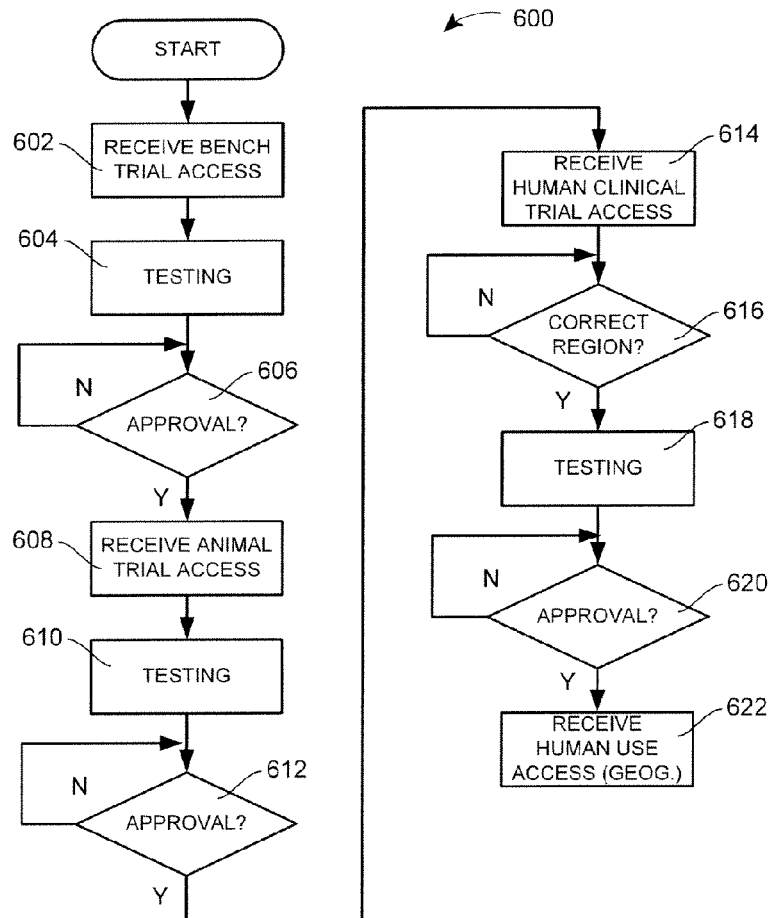 600
START
602
RECEIVE BENCH
TRIAL ACCESS
604
TESTING
N
606
APPROVAL?
Y
608
RECEIVE ANIMAL
TRIAL ACCESS
610
TESTING
N
612
APPROVAL?
Y
614
RECEIVE
HUMAN CLINICAL
TRIAL ACCESS
N
616
CORRECT
REGION?
Y
618
TESTING
N
620
APPROVAL?
Y
622
RECEIVE
HUMAN USE
ACCESS (GEOG.)